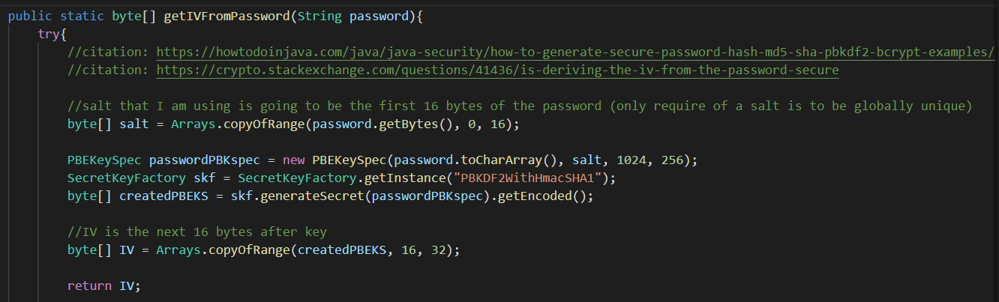 public static byte[] getIVFromPassword(String password){
try{
//citation: https://howtodoinjava.com/java/java-security/how-to-generate-secure-password-hash-md5-sha-pbkdf2-bcrypt-examples/
//citation: https://crypto.stackexchange.com/questions/41436/is-deriving-the-iv-from-the-password-secure
//salt that I am using is going to be the first 16 bytes of the password (only require of a salt is to be globally unique)
byte[] salt = Arrays.copyOfRange(password.getBytes(), 0, 16);
PBEKeySpec passwordPBKspec = new PBEKeySpec(password.toCharArray(), salt, 1024, 256);
SecretKeyFactory skf = SecretKeyFactory.getInstance("PBKDF2WithHmacSHA1");
byte[] createdPBEKS = skf.generateSecret(passwordPBKspec).getEncoded();
//IV is the next 16 bytes after key
byte[] IV = Arrays.copyOfRange(createdPBEKS, 16, 32);
return IV;